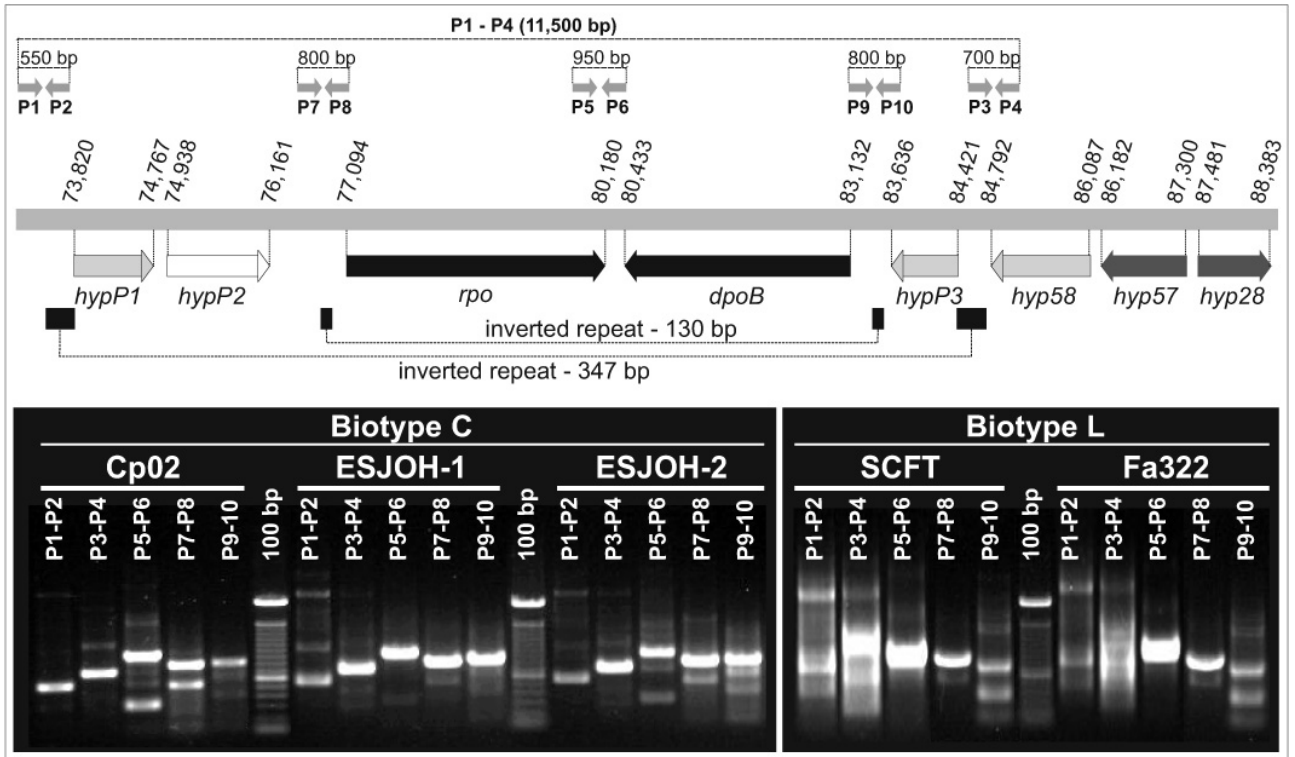 P1 - P4 (11,500 bp)
550 bp 800 bp 950 bp 800 bp 700 bp
P1 P2 P7 P8 P5 P6 P9 P10 P3 P4
73,820 74,767 74,938 76,161 77,094 80,180 80,433 83,132 83,636 84,421 84,792 86,087 86,182 87,300 87,481 88,383
hypP1 hypP2 rpo dpoB hypP3 hyp58 hyp57 hyp28
inverted repeat - 130 bp
inverted repeat - 347 bp
Biotype C Biotype L
Cp02 ESJOH-1 ESJOH-2 SCFT Fa322
P1-P2 P3-P4 P5-P6 P7-P8 P9-10 100 bp P1-P2 P3-P4 P5-P6 P7-P8 P9-10 100 bp P1-P2 P3-P4 P5-P6 P7-P8 P9-10 P1-P2 P3-P4 P5-P6 P7-P8 P9-10 100 bp P1-P2 P3-P4 P5-P6 P7-P8 P9-10